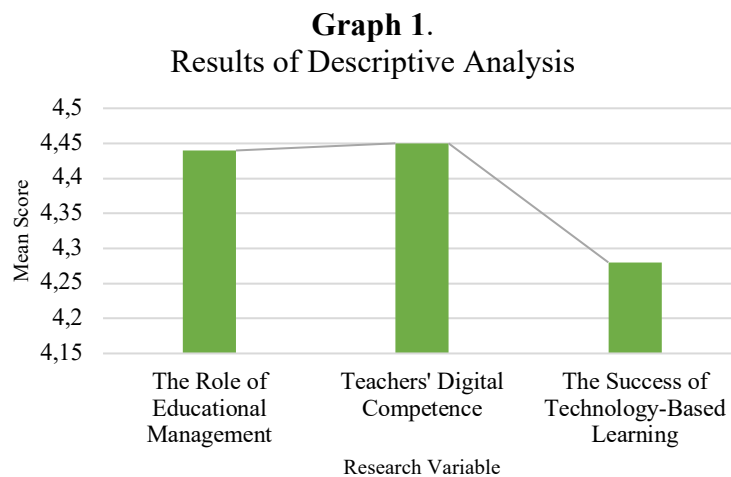 Graph 1.
Results of Descriptive Analysis
4,5
4,45
4,4
4,35
4,3
4,25
4,2
4,15
Mean Score
The Role of
Educational
Management
Teachers' Digital
Competence
The Success of
Technology-Based
Learning
Research Variable